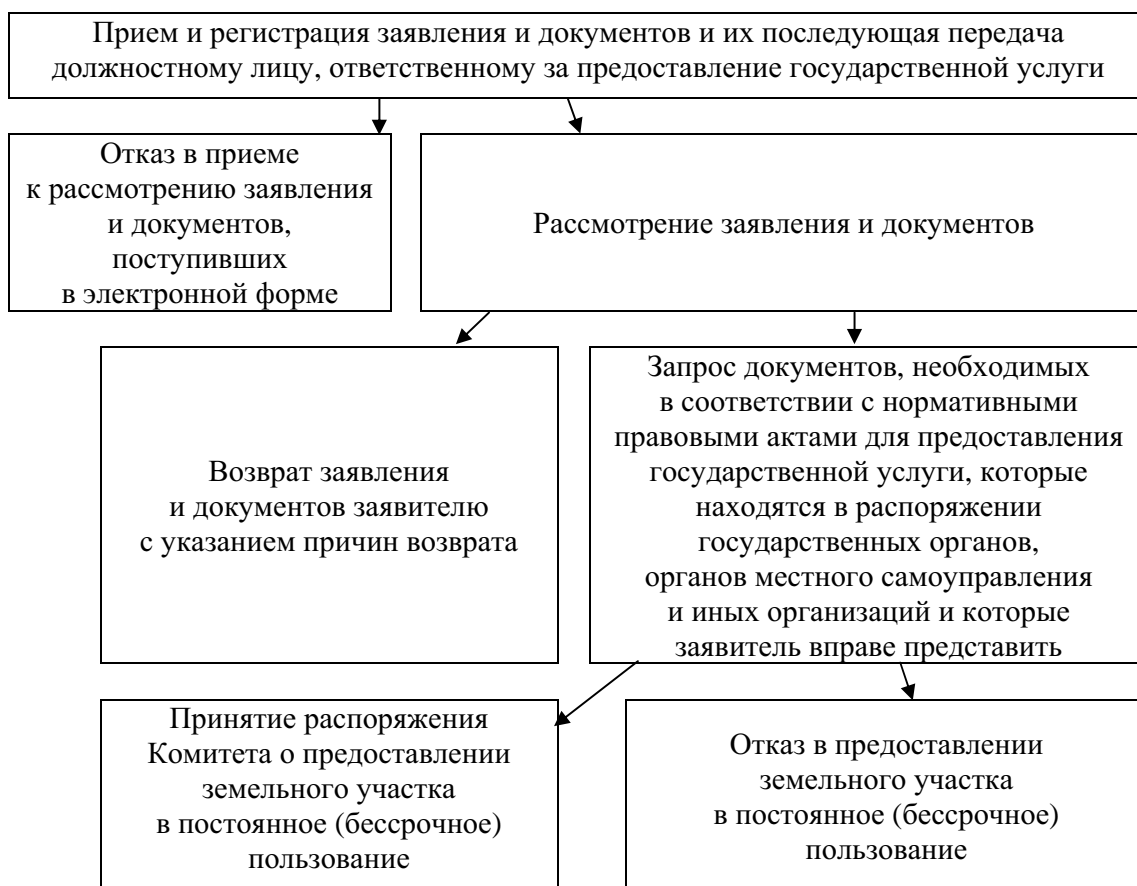 Прием и регистрация заявления и документов и их последующая передача
должностному лицу, ответственному за предоставление государственной услуги
Отказ в приеме
к рассмотрению заявления
и документов,
поступивших
в электронной форме
Рассмотрение заявления и документов
Возврат заявления
и документов заявителю
с указанием причин возврата
Запрос документов, необходимых
в соответствии с нормативными
правовыми актами для предоставления
государственной услуги, которые
находятся в распоряжении
государственных органов,
органов местного самоуправления
и иных организаций и которые
заявитель вправе представить
Принятие распоряжения
Комитета о предоставлении
земельного участка
в постоянное (бессрочное)
пользование
Отказ в предоставлении
земельного участка
в постоянное (бессрочное)
пользование